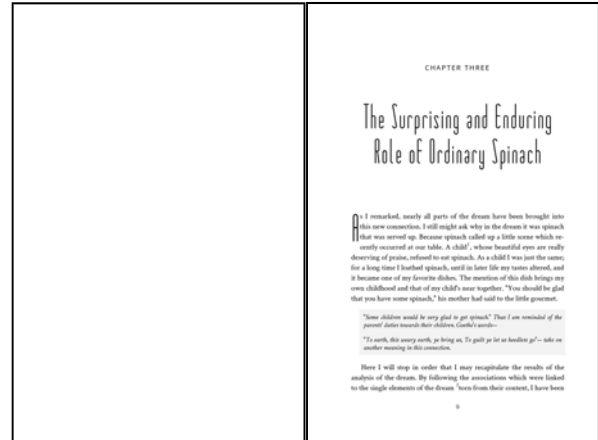 CHAPTER THREE
The Surprising and Enduring
Role of Ordinary Spinach
As I remarked, nearly all parts of the dream have been brought into
this new connection. I still might ask why in the dream it was spinach
that was served up. Because spinach called up a little scene which re-
cently occurred at our table. A child¹, whose beautiful eyes are really
deserving of praise, refused to eat spinach. As a child I was just the same;
for a long time I loathed spinach, until in later life my tastes altered, and
it became one of my favorite dishes. The mention of this dish brings my
own childhood and that of my child's near together. "You should be glad
that you have some spinach," his mother had said to the little gourmet.
"Some children would be very glad to get spinach." That I am reminded of the
parents' duties towards their children. Goethe's words—
"To earth, this weary earth, ye bring us, To guilt ye let us heedless go"— take on
another meaning in this connection.
Here I will stop in order that I may recapitulate the results of the
analysis of the dream. By following the associations which were linked
to the single elements of the dream ²torn from their context, I have been
9